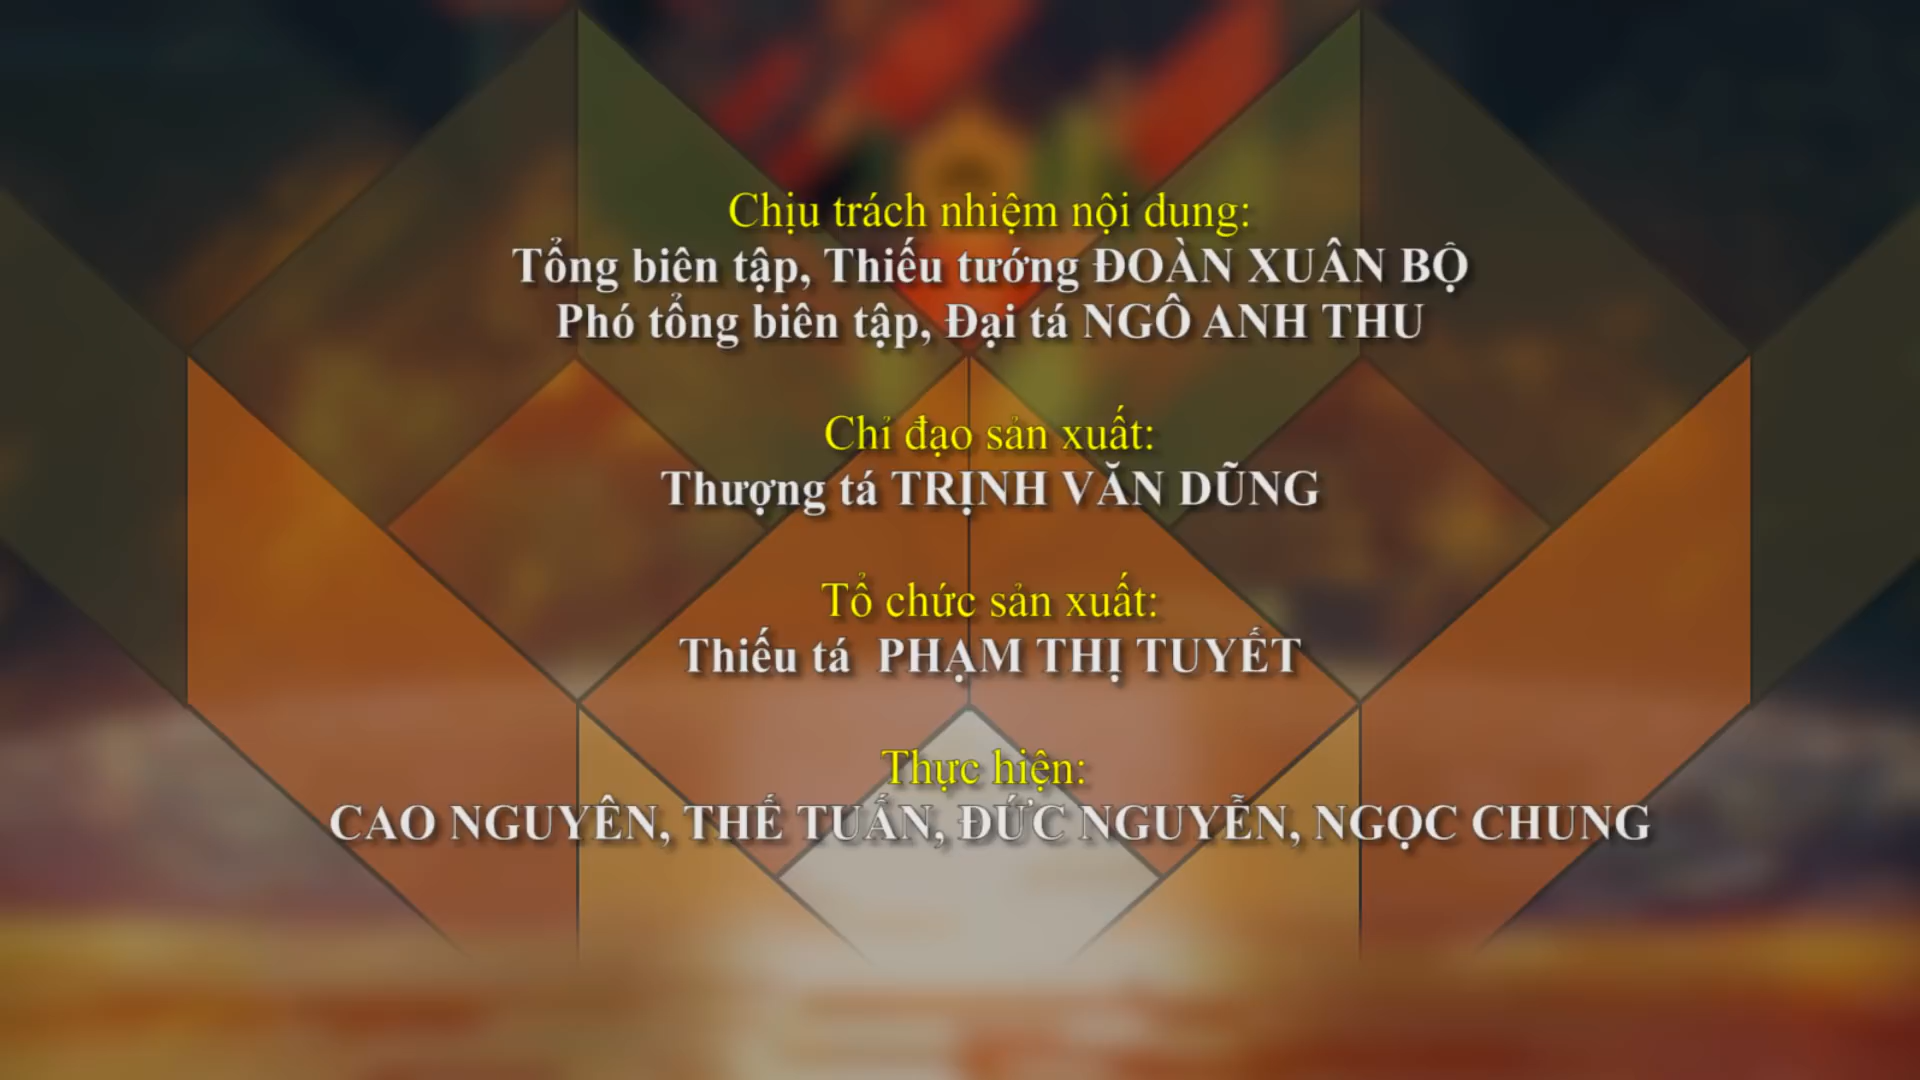 Chịu trách nhiệm nội dung:
Tổng biên tập, Thiếu tướng ĐOÀN XUÂN BỘ
Phó tổng biên tập, Đại tá NGÔ ANH THU
Chỉ đạo sản xuất:
Thượng tá TRỊNH VĂN DŨNG
Tổ chức sản xuất:
Thiếu tá PHẠM THỊ TUYẾT
Thực hiện:
CAO NGUYÊN, THẾ TUẤN, ĐỨC NGUYỄN, NGỌC CHUNG